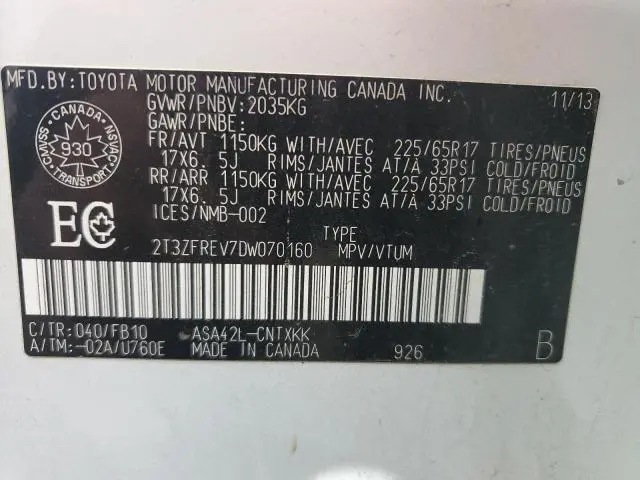 MFD.BY:TOYOTA MOTOR MANUFACTURING CANADA INC. 11/13
GVWR/PNBV:2035KG
GAWR/PNBE:
FR/AVT 1150KG WITH/AVEC 225/65R17 TIRES/PNEUS
17X6.5J RIMS/JANTES AT/À 33PSI COLD/FROID
RR/ARR 1150KG WITH/AVEC 225/65R17 TIRES/PNEUS
17X6.5J RIMS/JANTES AT/À 33PSI COLD/FROID
ICES/NMB-002
CANADA
CMVSS NSVAC
930
TRANSPORT
EC
2T3ZFREV7DW070160 MPV/VTUM
C/TR:040/FB10 ASA42L-CNTXKK
A/TM:-02A/U760E MADE IN CANADA 926 B